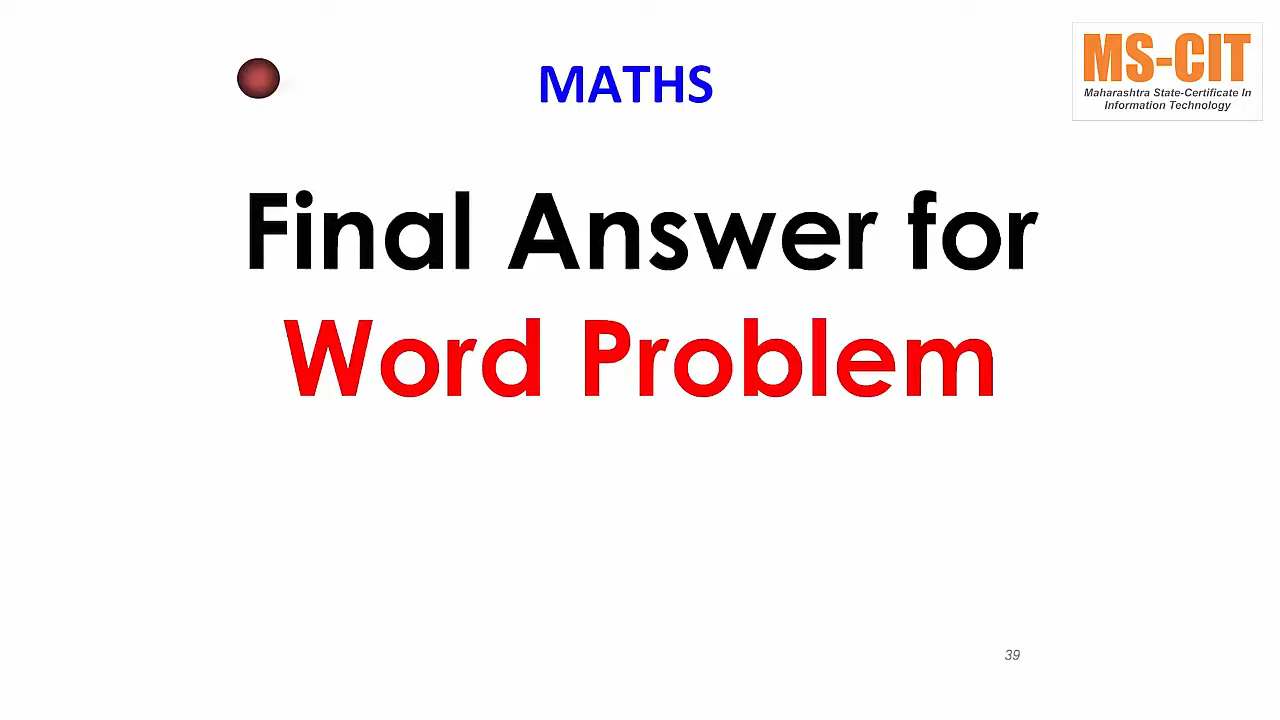 MATHS
MS-CIT
Maharashtra State-Certificate In
Information Technology
Final Answer for
Word Problem
39